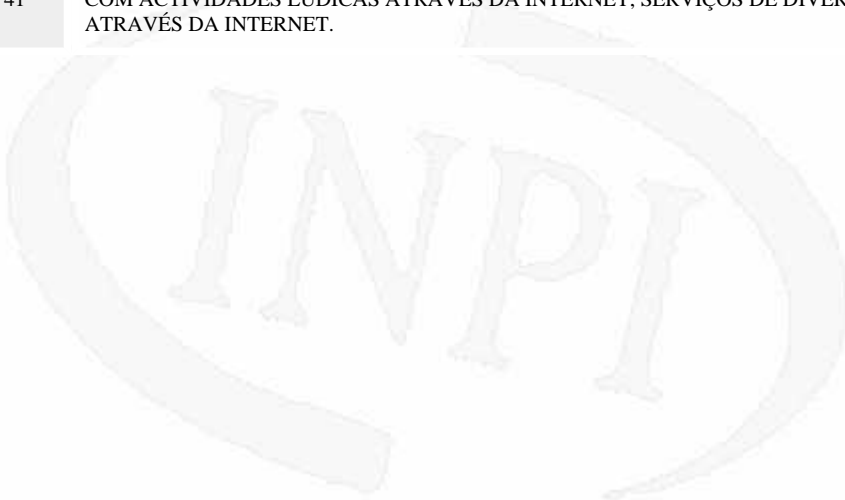 41 COM ACTIVIDADES LÚDICAS ATRAVÉS DA INTERNET; SERVIÇOS DE
ATRAVÉS DA INTERNET.
INPI